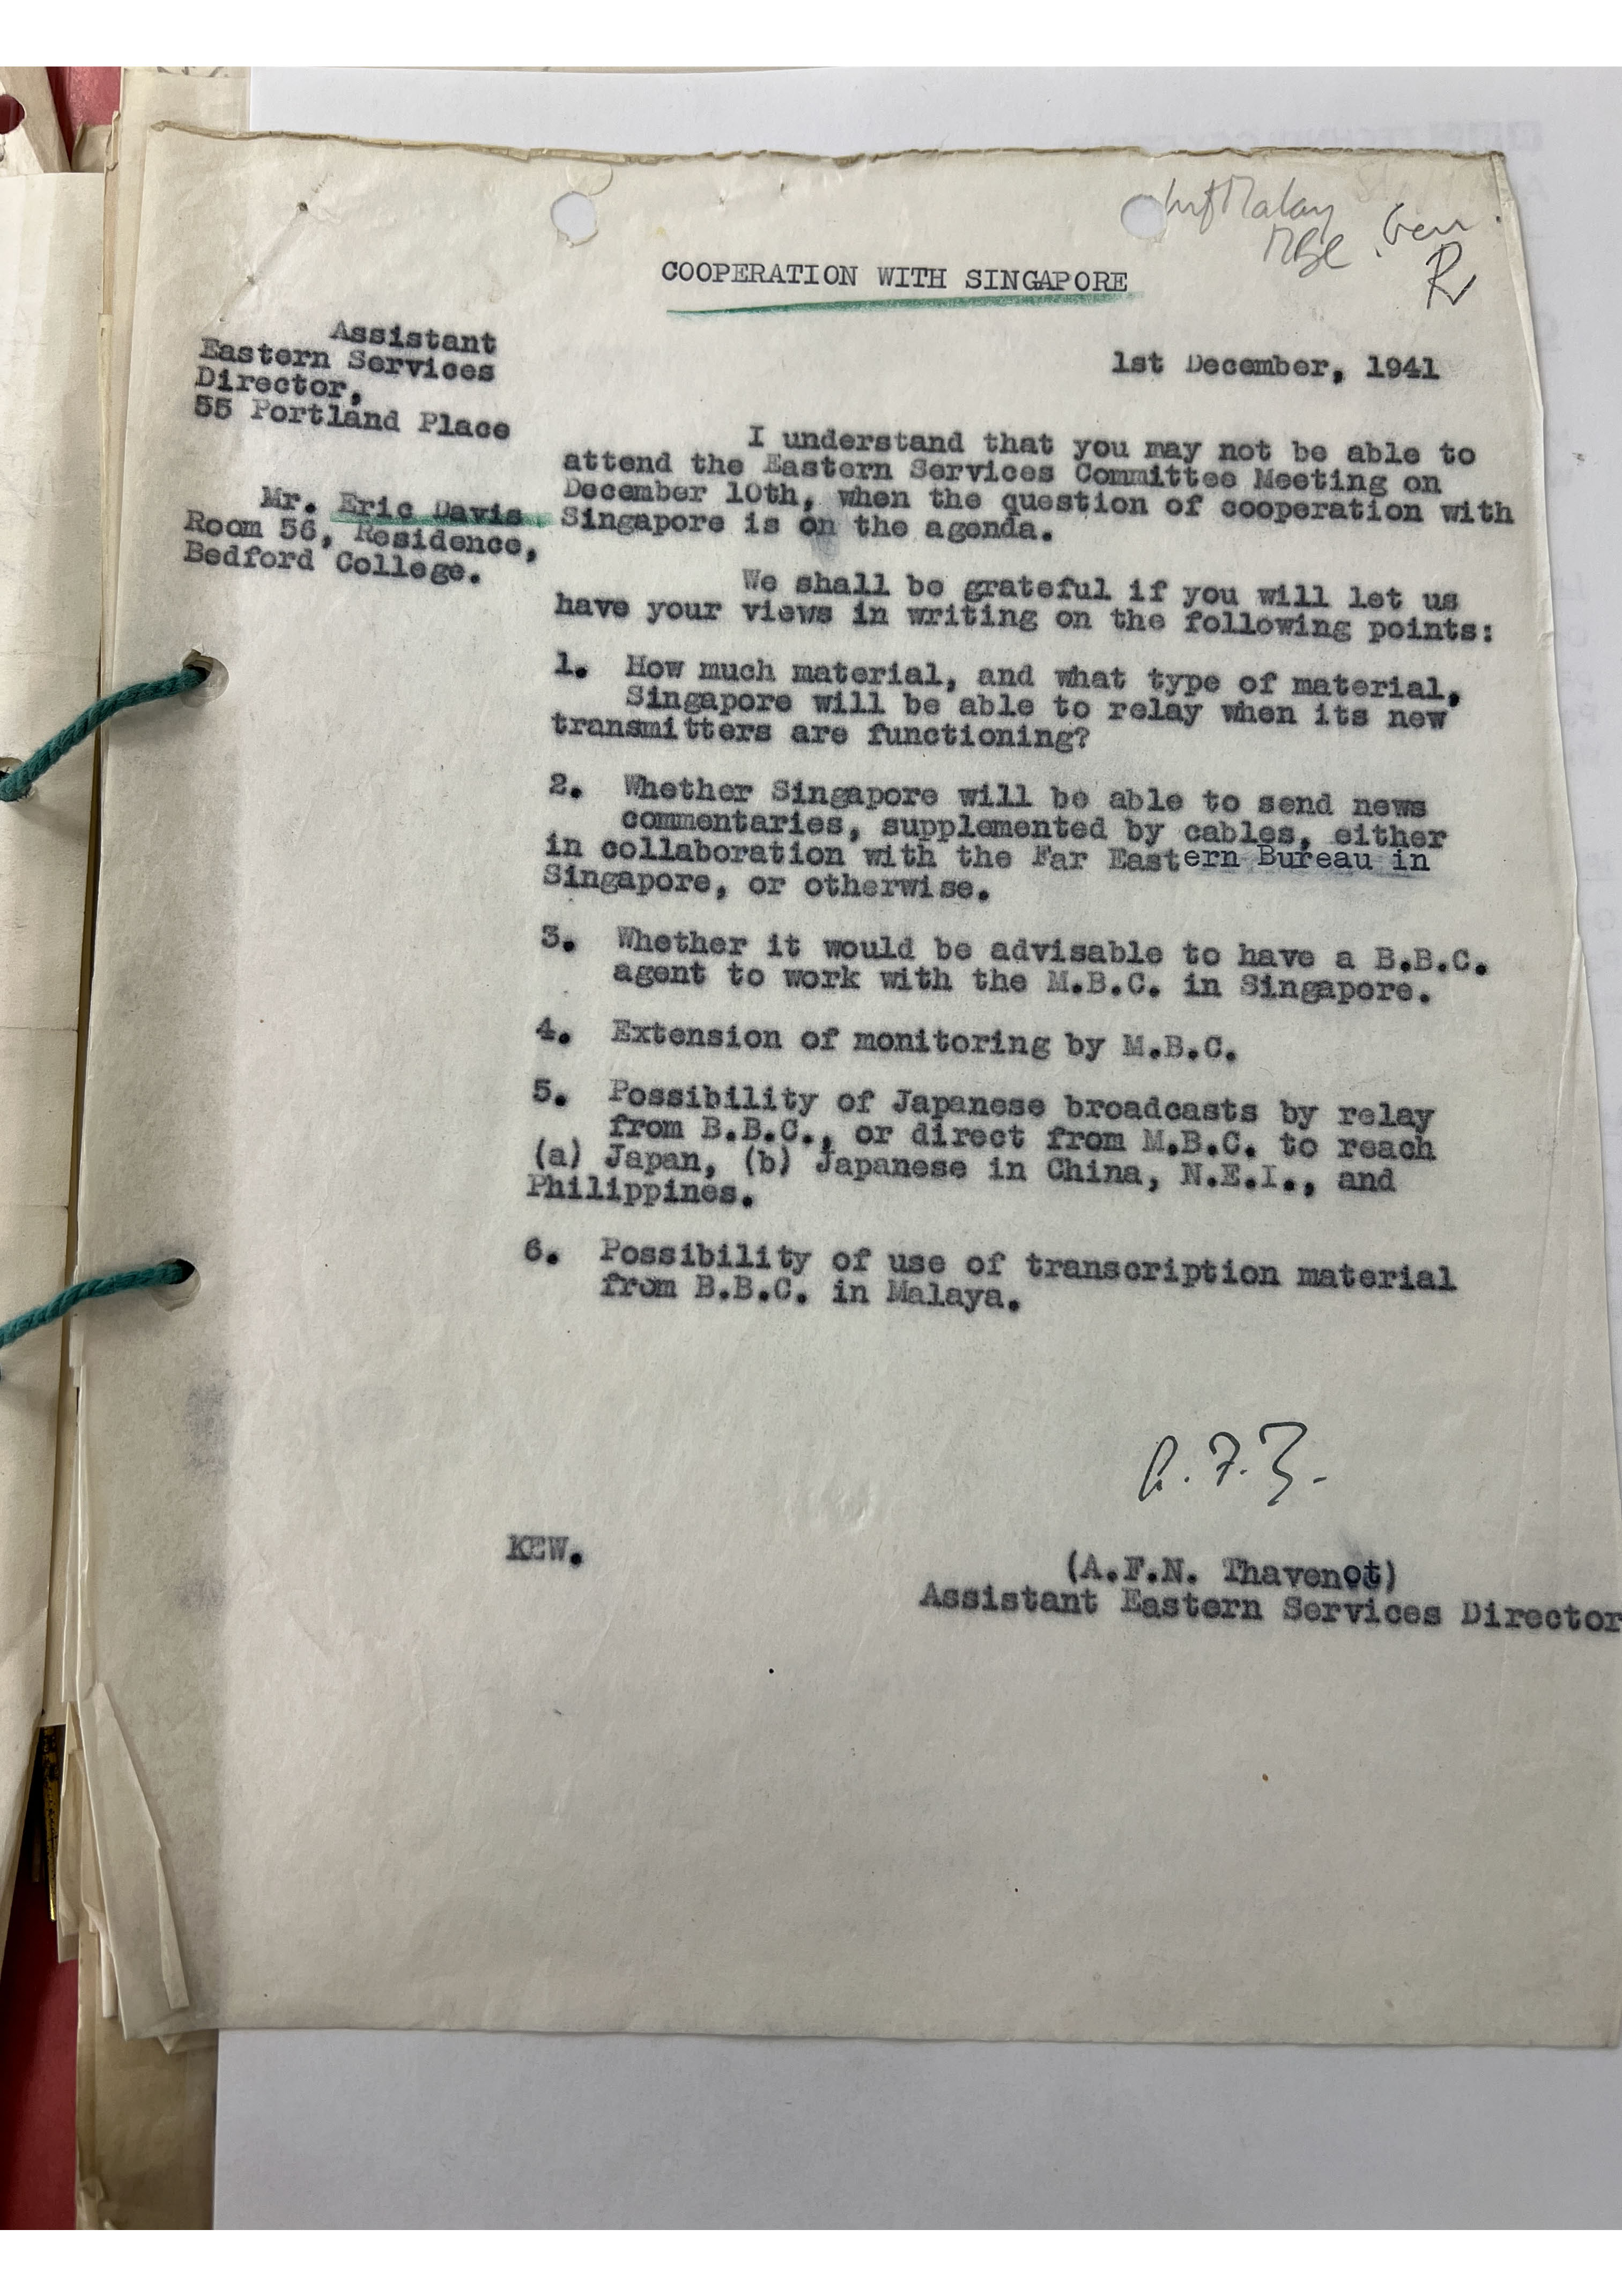 Malay
MBC. Gen.
R
COOPERATION WITH SINGAPORE
Assistant
Eastern Services
Director,
55 Portland Place
1st December, 1941
Mr. Eric Davis
Room 56, Residence,
Bedford College.
I understand that you may not be able to
attend the Eastern Services Committee Meeting on
December 10th, when the question of cooperation with
Singapore is on the agenda.
We shall be grateful if you will let us
have your views in writing on the following points:
1. How much material, and what type of material,
Singapore will be able to relay when its new
transmitters are functioning?
2. Whether Singapore will be able to send news
commentaries, supplemented by cables, either
in collaboration with the Far Eastern Bureau in
Singapore, or otherwise.
3. Whether it would be advisable to have a B.B.C.
agent to work with the M.B.C. in Singapore.
4. Extension of monitoring by M.B.C.
5. Possibility of Japanese broadcasts by relay
from B.B.C., or direct from M.B.C. to reach
(a) Japan, (b) Japanese in China, N.E.I., and
Philippines.
6. Possibility of use of transcription material
from B.B.C. in Malaya.
KEW.
(A.F.N. Thavenot)
Assistant Eastern Services Director